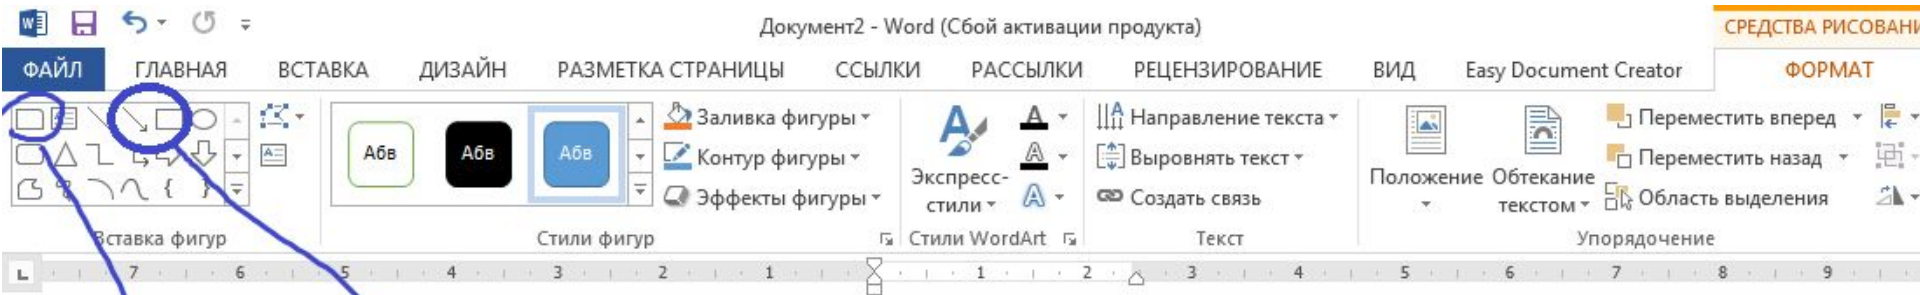 Документ2 - Word (Сбой активации продукта)
СРЕДСТВА РИСОВАНИ
ФАЙЛ ГЛАВНАЯ ВСТАВКА ДИЗАЙН РАЗМЕТКА СТРАНИЦЫ ССЫЛКИ РАССЫЛКИ РЕЦЕНЗИРОВАНИЕ ВИД Easy Document Creator ФОРМАТ
Абв Абв Абв
Заливка фигуры
Контур фигуры
Эффекты фигуры
Экспресс-
стили
Направление текста
Выровнять текст
Создать связь
Положение
Обтекание
текстом
Переместить вперед
Переместить назад
Область выделения
Вставка фигур Стили фигур Стили WordArt Текст Упорядочение
7 6 5 4 3 2 1 1 2 3 4 5 6 7 8 9